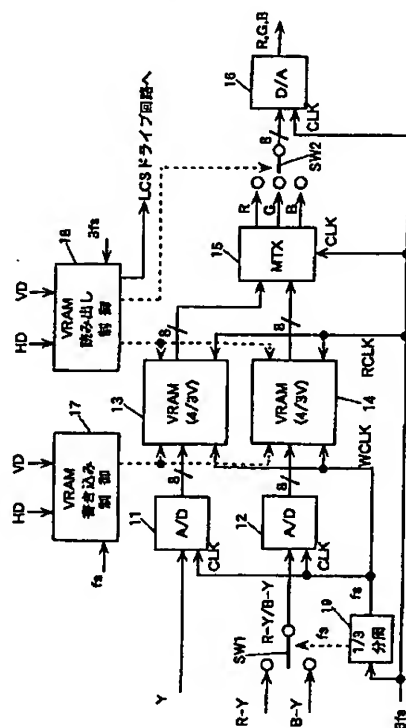 HD
VD
17
VRAM
書き込み
制御
fs
HD
VD
18
VRAM
読み出し
制御
3fs
LCSドライブ回路へ
Y
11
A/D
CLK
8
13
VRAM
(4/3V)
8
R-Y
B-Y
SW1
R-Y/B-Y
fs
12
A/D
CLK
8
VRAM
(4/3V)
14
8
WCLK
RCLK
15
MTX
CLK
R
G
B
SW2
8
16
D/A
CLK
R,G,B
19
1/3
分周
fs
3fs